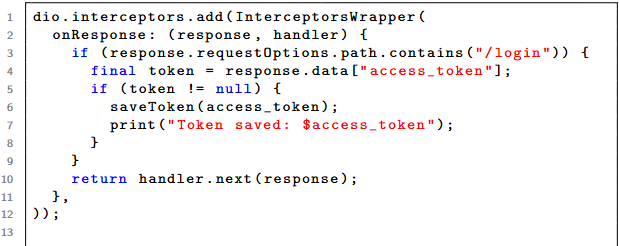 1 dio.interceptors.add(InterceptorsWrapper(
2   onResponse: (response, handler) {
3     if (response.requestOptions.path.contains("/login")) {
4       final token = response.data["access_token"];
5       if (token != null) {
6         saveToken(access_token);
7         print("Token saved: $access_token");
8       }
9     }
10     return handler.next(response);
11   },
12 ));
13